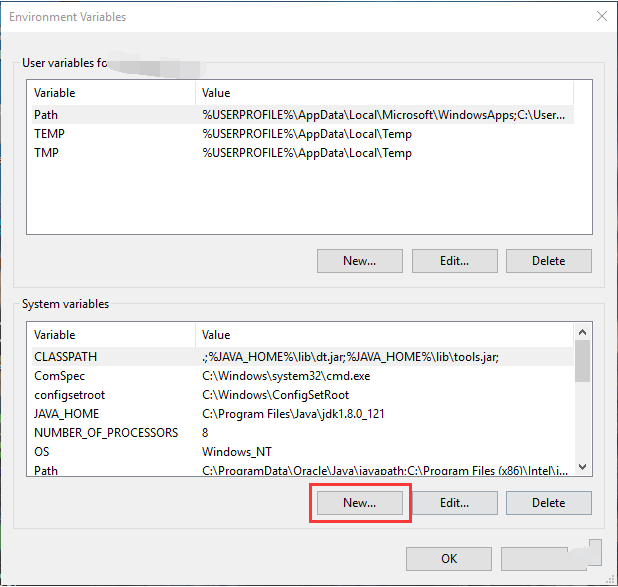 Environment Variables
User variables fo
Variable Value
Path %USERPROFILE%\AppData\Local\Microsoft\WindowsApps;C:\User...
TEMP %USERPROFILE%\AppData\Local\Temp
TMP %USERPROFILE%\AppData\Local\Temp
New... Edit... Delete
System variables
Variable Value
CLASSPATH .;%JAVA_HOME%\lib\dt.jar;%JAVA_HOME%\lib\tools.jar;
ComSpec C:\Windows\system32\cmd.exe
configsetroot C:\Windows\ConfigSetRoot
JAVA_HOME C:\Program Files\Java\jdk1.8.0_121
NUMBER_OF_PROCESSORS 8
OS Windows_NT
Path C:\ProgramData\Oracle\Java\javapath;C:\Program Files (x86)\Intel\i...
New... Edit... Delete
OK